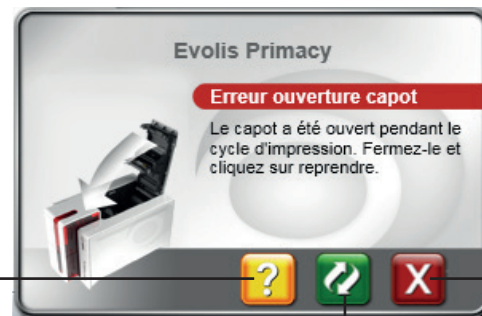 Evolis Primacy
Erreur ouverture capot
Le capot a été ouvert pendant le
cycle d'impression. Fermez-le et
cliquez sur reprendre.
? X